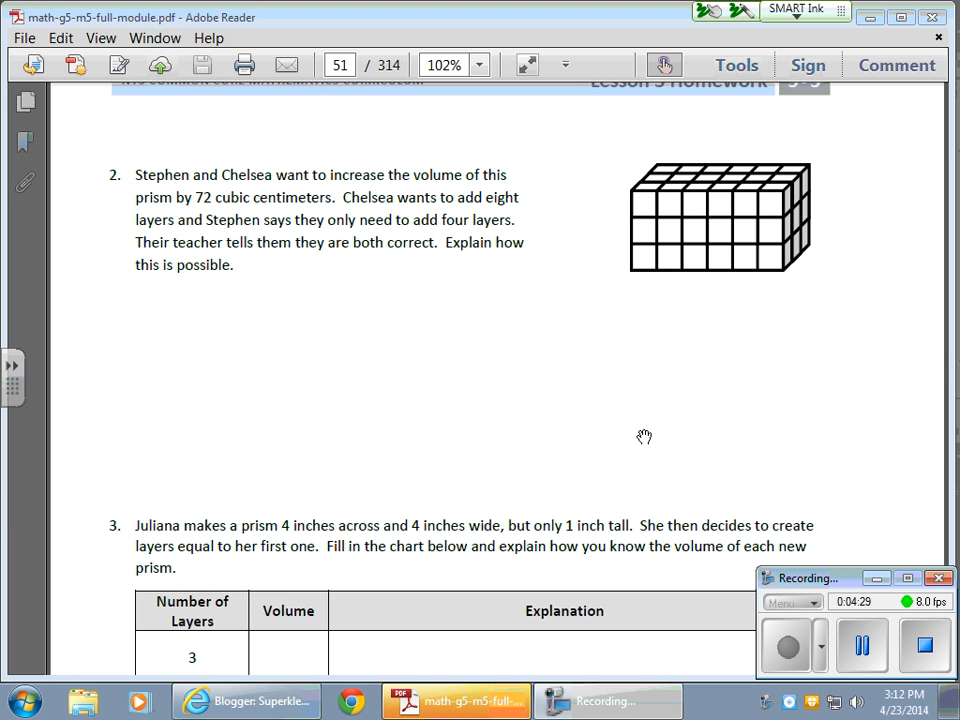 math-g5-m5-full-module.pdf - Adobe Reader
SMART Ink
File Edit View Window Help
51 / 314 102% Tools Sign Comment
NYS COMMON CORE MATHEMATICS CURRICULUM Lesson 3 Homework 5•5
2. Stephen and Chelsea want to increase the volume of this
prism by 72 cubic centimeters. Chelsea wants to add eight
layers and Stephen says they only need to add four layers.
Their teacher tells them they are both correct. Explain how
this is possible.
3. Juliana makes a prism 4 inches across and 4 inches wide, but only 1 inch tall. She then decides to create
layers equal to her first one. Fill in the chart below and explain how you know the volume of each new
prism.
Number of
Layers
Volume
Explanation
3
Recording...
Menu 0:04:29 8.0 fps
Blogger: Superkle... math-g5-m5-full-... Recording...
3:12 PM
4/23/2014